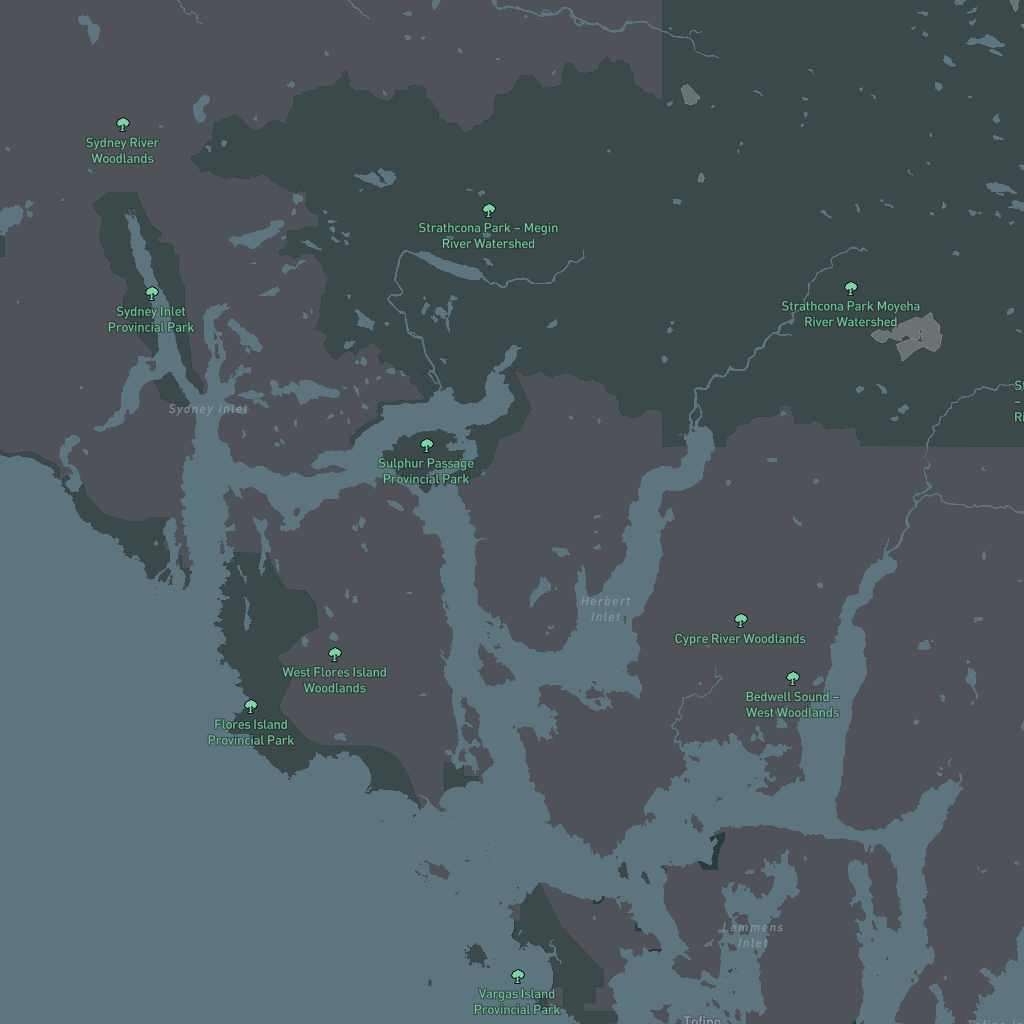 Sydney River
Woodlands
Strathcona Park – Megin
River Watershed
Sydney Inlet
Provincial Park
Strathcona Park Moyeha
River Watershed
St
–
Ri
Sydney Inlet
Sulphur Passage
Provincial Park
Herbert
Inlet
Cypre River Woodlands
West Flores Island
Woodlands
Bedwell Sound –
West Woodlands
Flores Island
Provincial Park
Lemmens
Inlet
Vargas Island
Provincial Park
Tofino